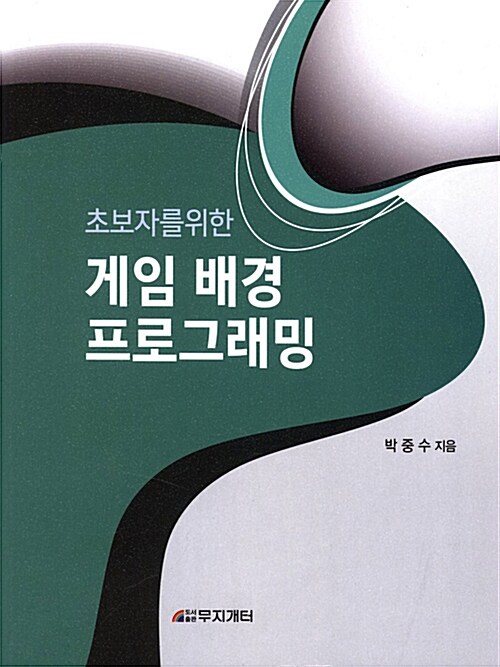 초보자를위한
게임 배경
프로그래밍
박중수 지음
도서
출판
무지개터